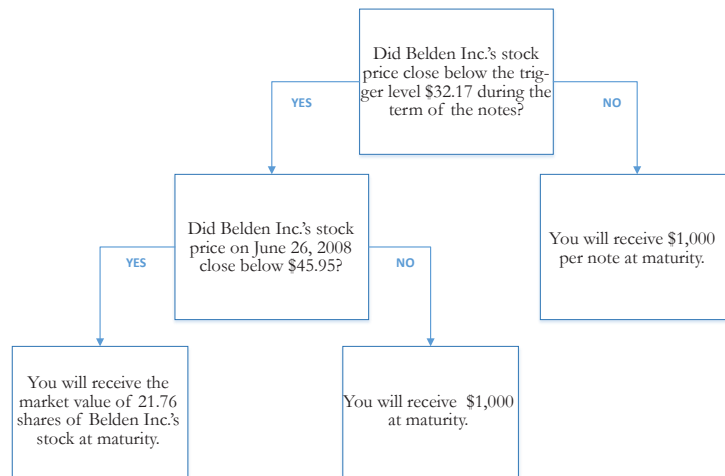 Did Belden Inc.'s stock
price close below the trig-
ger level $32.17 during the
term of the notes?
YES
NO
Did Belden Inc.'s stock
price on June 26, 2008
close below $45.95?
You will receive $1,000
per note at maturity.
YES
NO
You will receive the
market value of 21.76
shares of Belden Inc.'s
stock at maturity.
You will receive $1,000
at maturity.